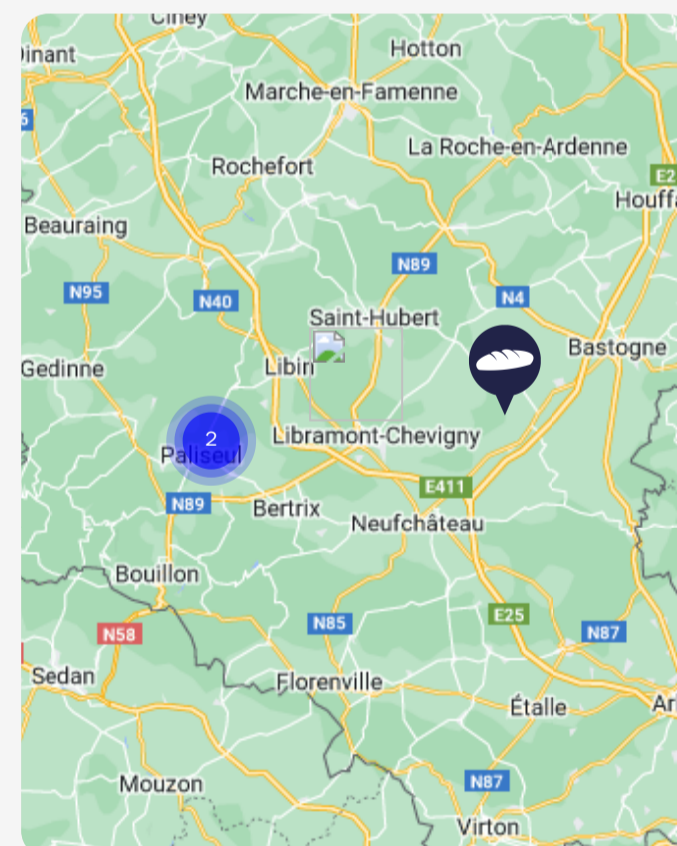 Ciney
Dinant
Hotton
Marche-en-Famenne
La Roche-en-Ardenne
Rochefort
E2
Houffa
Beauraing
N89
N95
N40
N4
Saint-Hubert
Bastogne
Gedinne
Libin
2
Libramont-Chevigny
Paliseul
E411
N89
Bertrix
Neufchâteau
Bouillon
E25
N85
N87
N58
Sedan
Florenville
Étalle
Ar
Mouzon
N87
Virton